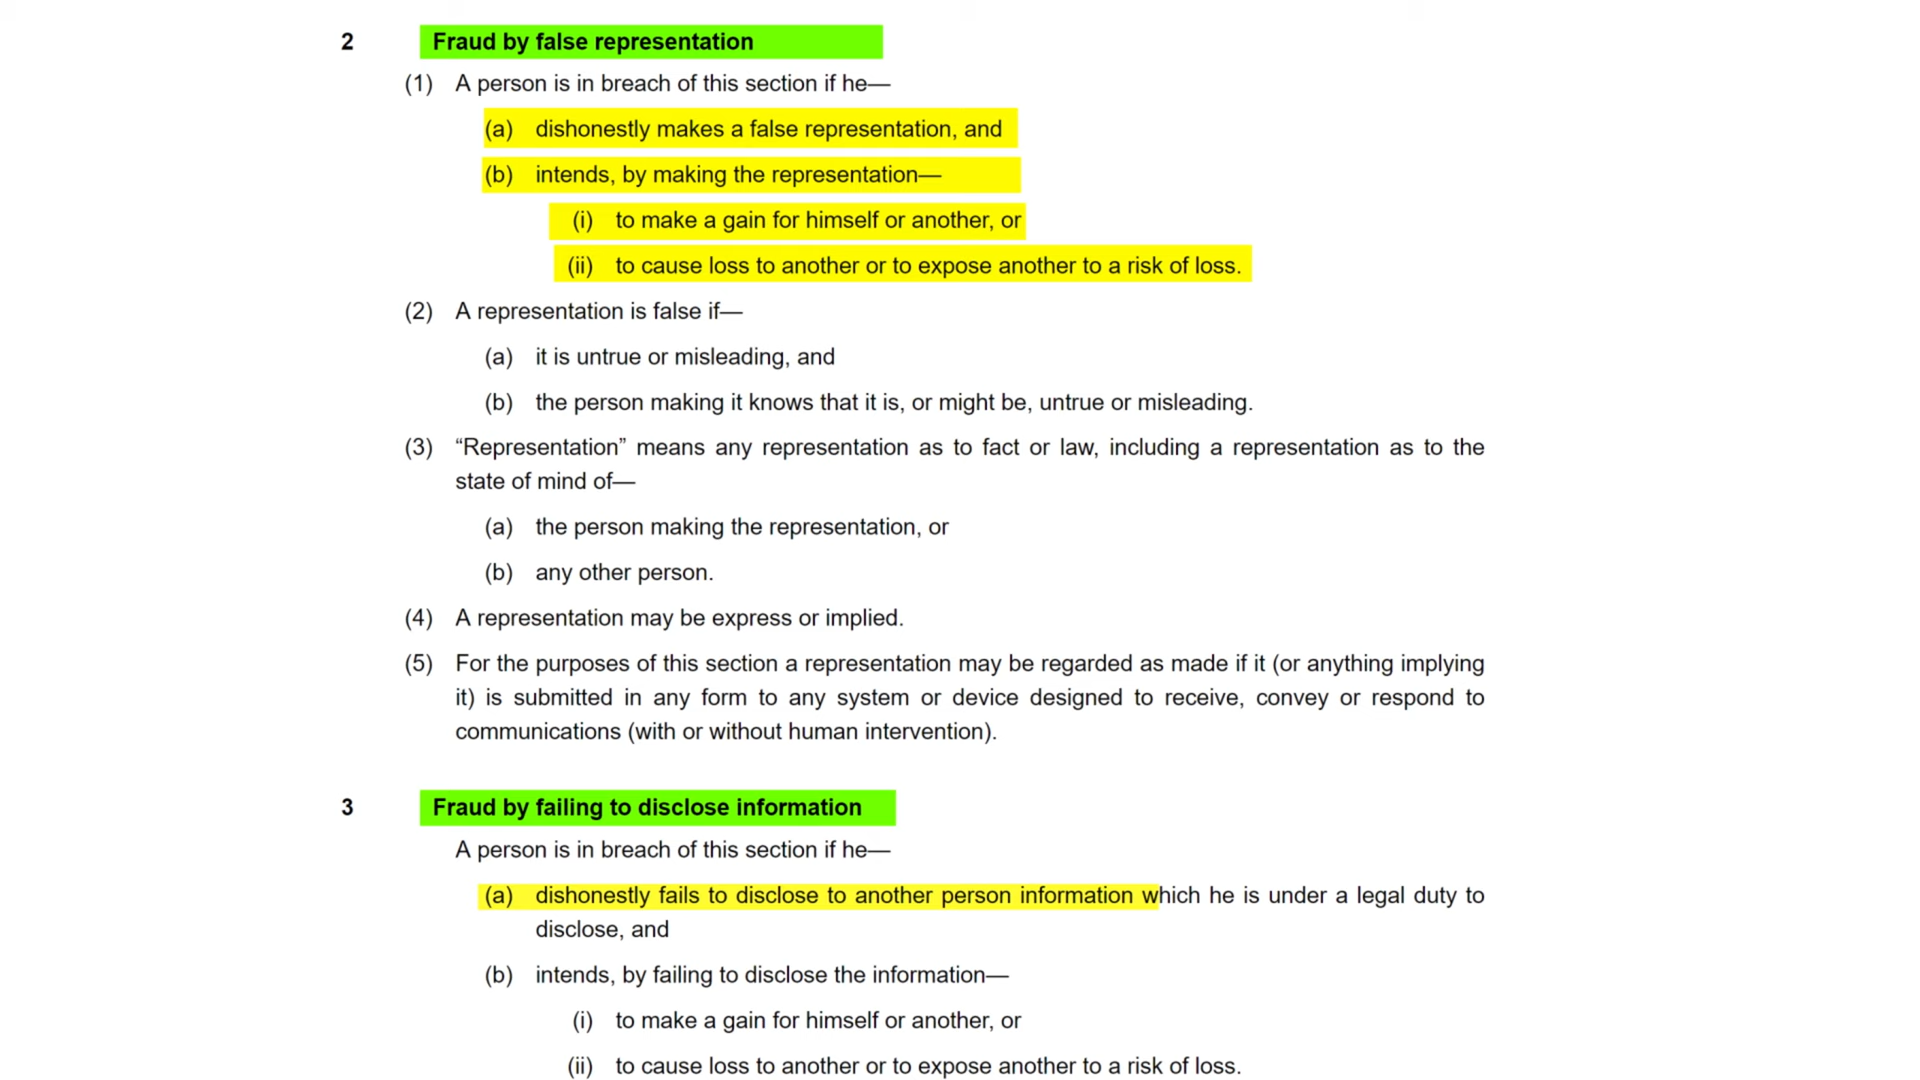 2 Fraud by false representation
(1) A person is in breach of this section if he—
(a) dishonestly makes a false representation, and
(b) intends, by making the representation—
(i) to make a gain for himself or another, or
(ii) to cause loss to another or to expose another to a risk of loss.
(2) A representation is false if—
(a) it is untrue or misleading, and
(b) the person making it knows that it is, or might be, untrue or misleading.
(3) “Representation” means any representation as to fact or law, including a representation as to the
state of mind of—
(a) the person making the representation, or
(b) any other person.
(4) A representation may be express or implied.
(5) For the purposes of this section a representation may be regarded as made if it (or anything implying
it) is submitted in any form to any system or device designed to receive, convey or respond to
communications (with or without human intervention).
3 Fraud by failing to disclose information
A person is in breach of this section if he—
(a) dishonestly fails to disclose to another person information which he is under a legal duty to
disclose, and
(b) intends, by failing to disclose the information—
(i) to make a gain for himself or another, or
(ii) to cause loss to another or to expose another to a risk of loss.